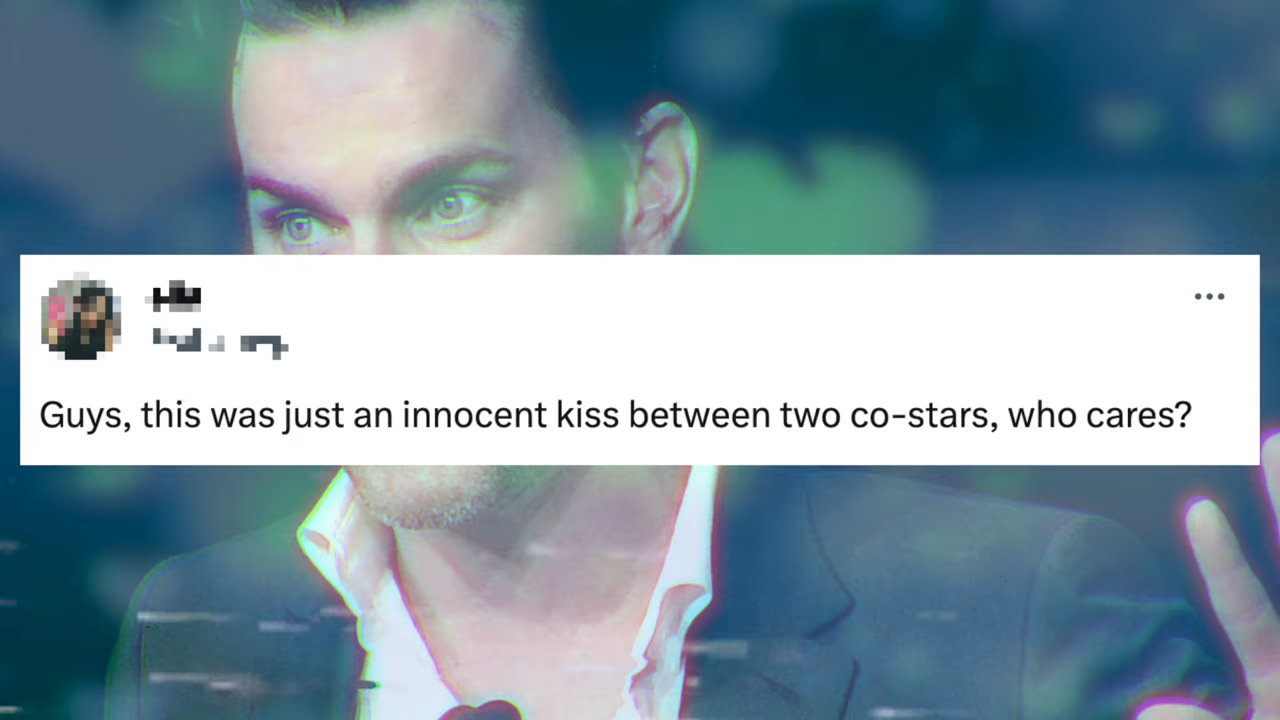 Guys, this was just an innocent kiss between two co-stars, who cares?